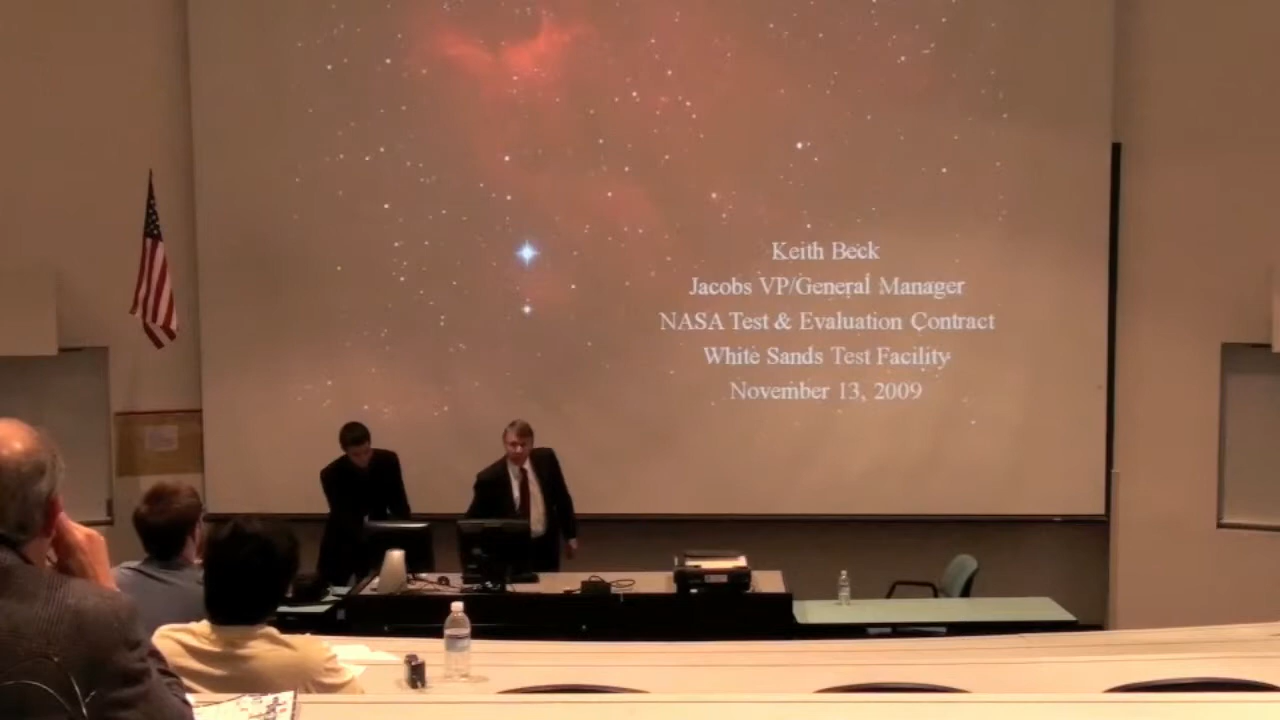 Keith Beck
Jacobs VP/General Manager
NASA Test & Evaluation Contract
White Sands Test Facility
November 13, 2009